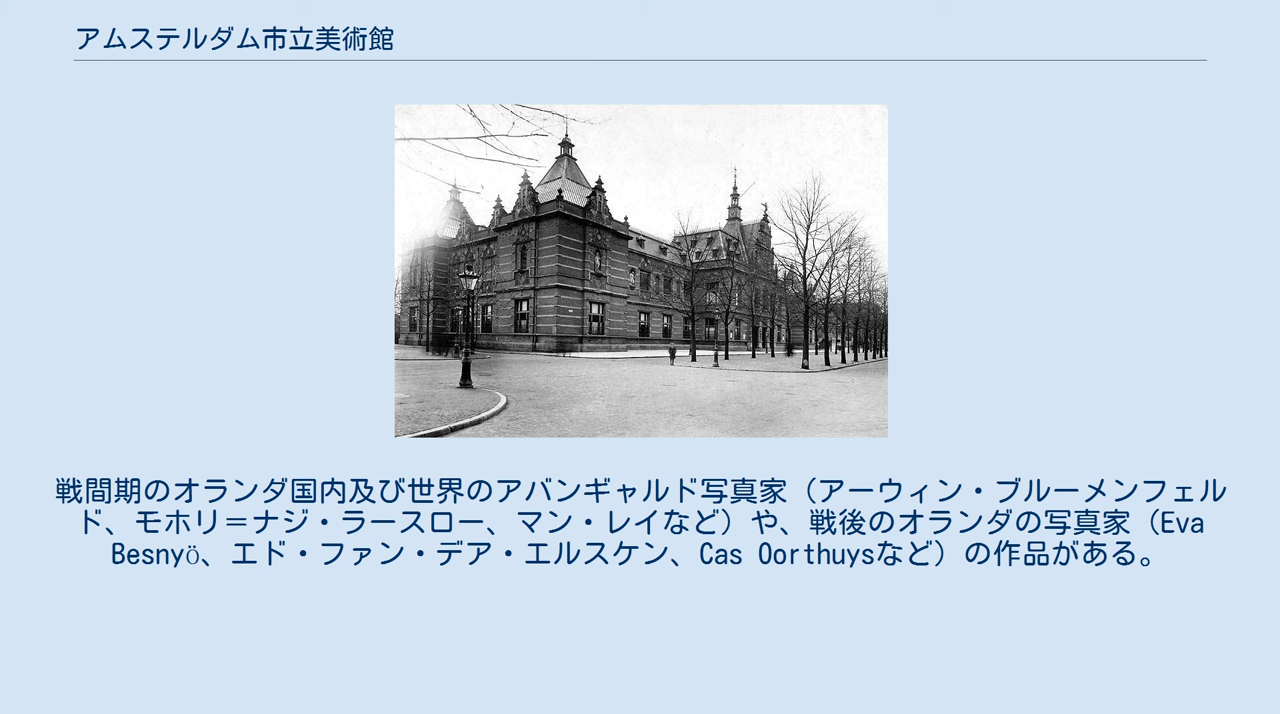 アムステルダム市立美術館
戦間期のオランダ国内及び世界のアバンギャルド写真家（アーウィン・ブルーメンフェル
ド、モホリ＝ナジ・ラースロー、マン・レイなど）や、戦後のオランダの写真家（Eva
Besnyö、エド・ファン・デア・エルスケン、Cas Oorthuysなど）の作品がある。